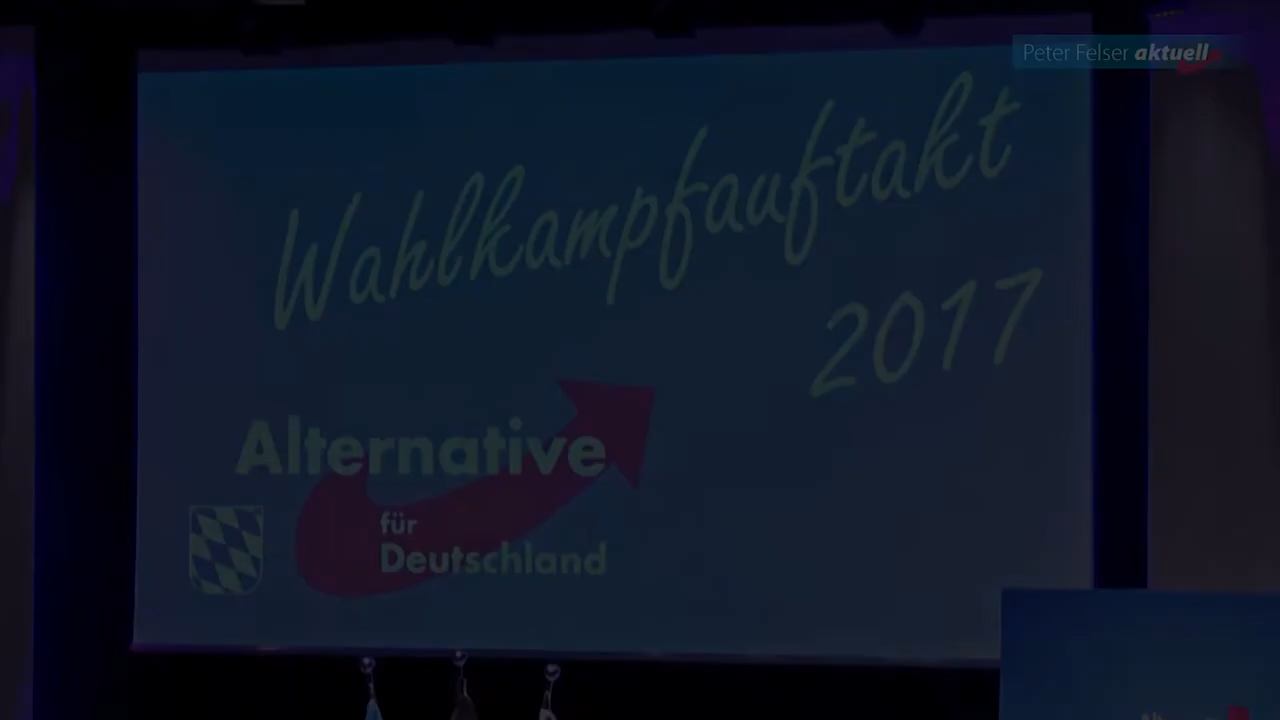 Peter Felser aktuell
Wahlkampfauftakt
2017
Alternative
für
Deutschland